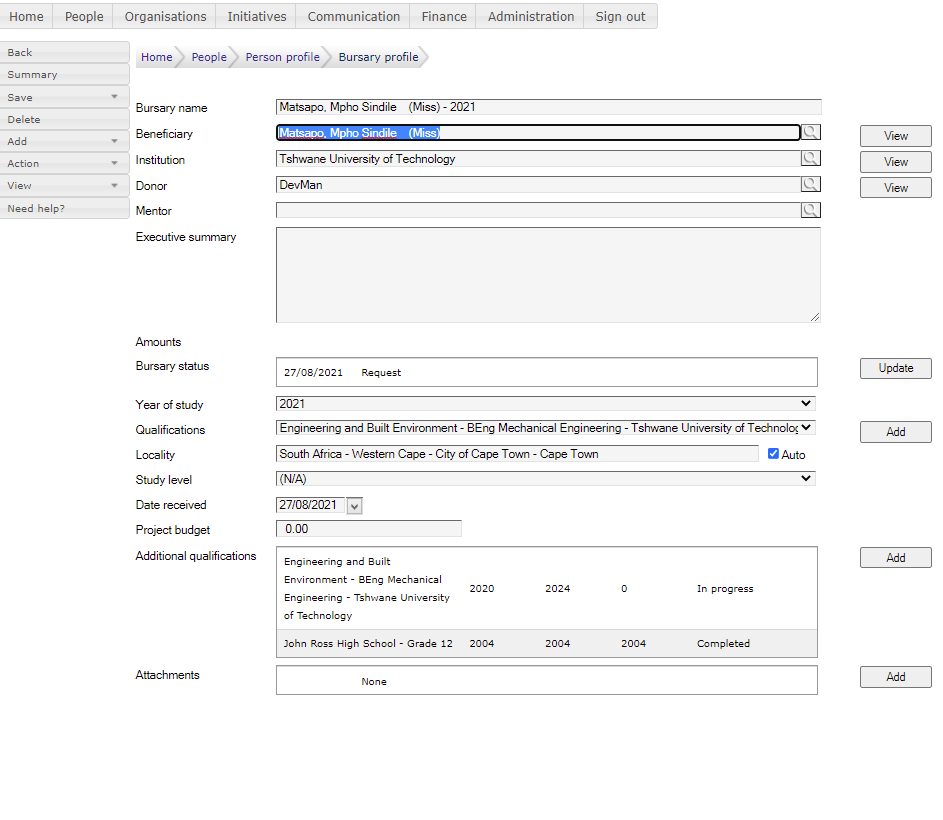 Home People Organisations Initiatives Communication Finance Administration Sign out
Back
Summary
Save
Delete
Add
Action
View
Need help?
Home People Person profile Bursary profile
Bursary name Matsapo, Mpho Sindile (Miss) - 2021
Beneficiary Matsapo, Mpho Sindile (Miss) View
Institution Tshwane University of Technology View
Donor DevMan View
Mentor
Executive summary
Amounts
Bursary status 27/08/2021 Request Update
Year of study 2021
Qualifications Engineering and Built Environment - BEng Mechanical Engineering - Tshwane University of Technolog Add
Locality South Africa - Western Cape - City of Cape Town - Cape Town Auto
Study level (N/A)
Date received 27/08/2021
Project budget 0.00
Additional qualifications Add
Engineering and Built
Environment - BEng Mechanical
Engineering - Tshwane University
of Technology
2020 2024 0 In progress
John Ross High School - Grade 12 2004 2004 2004 Completed
Attachments None Add